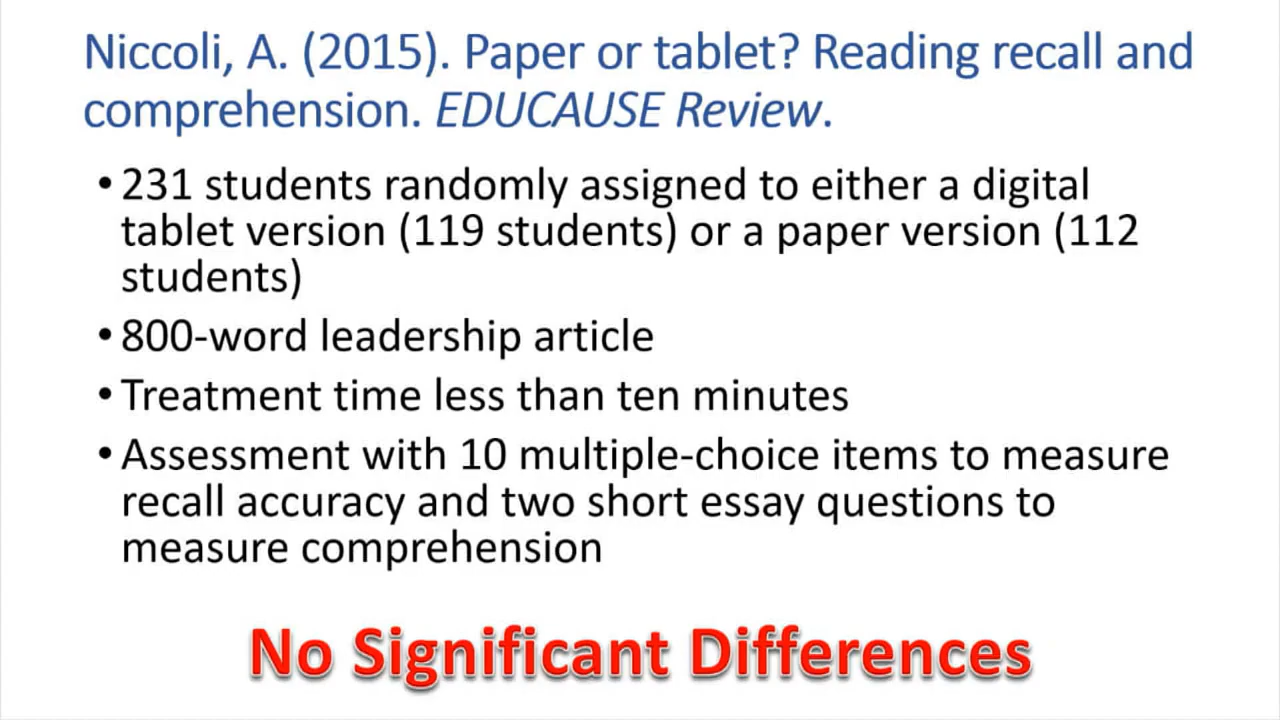 Niccoli, A. (2015). Paper or tablet? Reading recall and
comprehension. EDUCAUSE Review.
• 231 students randomly assigned to either a digital
tablet version (119 students) or a paper version (112
students)
• 800-word leadership article
• Treatment time less than ten minutes
• Assessment with 10 multiple-choice items to measure
recall accuracy and two short essay questions to
measure comprehension
No Significant Differences